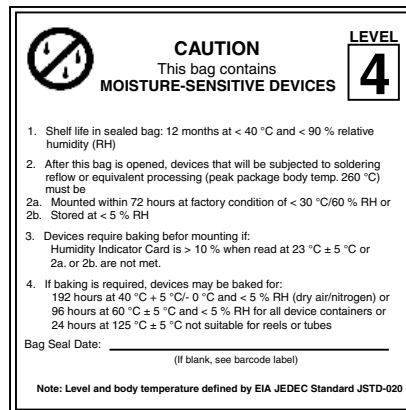 LEVEL
CAUTION
4
This bag contains
MOISTURE-SENSITIVE DEVICES
1. Shelf life in sealed bag: 12 months at < 40 °C and < 90 % relative
humidity (RH)
2. After this bag is opened, devices that will be subjected to soldering
reflow or equivalent processing (peak package body temp. 260 °C)
must be
2a. Mounted within 72 hours at factory condition of < 30 °C/60 % RH or
2b. Stored at < 5 % RH
3. Devices require baking befor mounting if:
Humidity Indicator Card is > 10 % when read at 23 °C ± 5 °C or
2a. or 2b. are not met.
4. If baking is required, devices may be baked for:
192 hours at 40 °C + 5 °C/- 0 °C and < 5 % RH (dry air/nitrogen) or
96 hours at 60 °C ± 5 °C and < 5 % RH for all device containers or
24 hours at 125 °C ± 5 °C not suitable for reels or tubes
Bag Seal Date:
(If blank, see barcode label)
Note: Level and body temperature defined by EIA JEDEC Standard JSTD-020